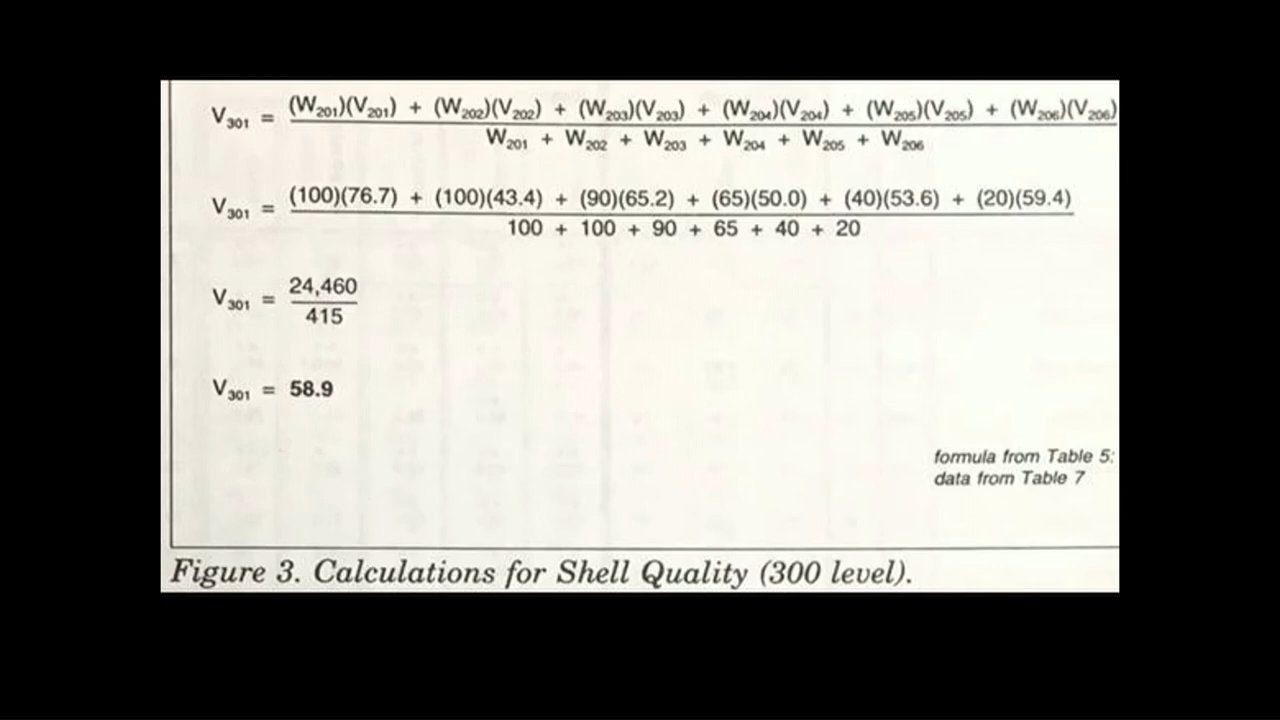 V301 = (W201)(V201) + (W202)(V202) + (W203)(V203) + (W204)(V204) + (W205)(V205) + (W206)(V206)
W201 + W202 + W203 + W204 + W205 + W206
V301 = (100)(76.7) + (100)(43.4) + (90)(65.2) + (65)(50.0) + (40)(53.6) + (20)(59.4)
100 + 100 + 90 + 65 + 40 + 20
V301 = 24,460
415
V301 = 58.9
formula from Table 5:
data from Table 7
Figure 3. Calculations for Shell Quality (300 level).